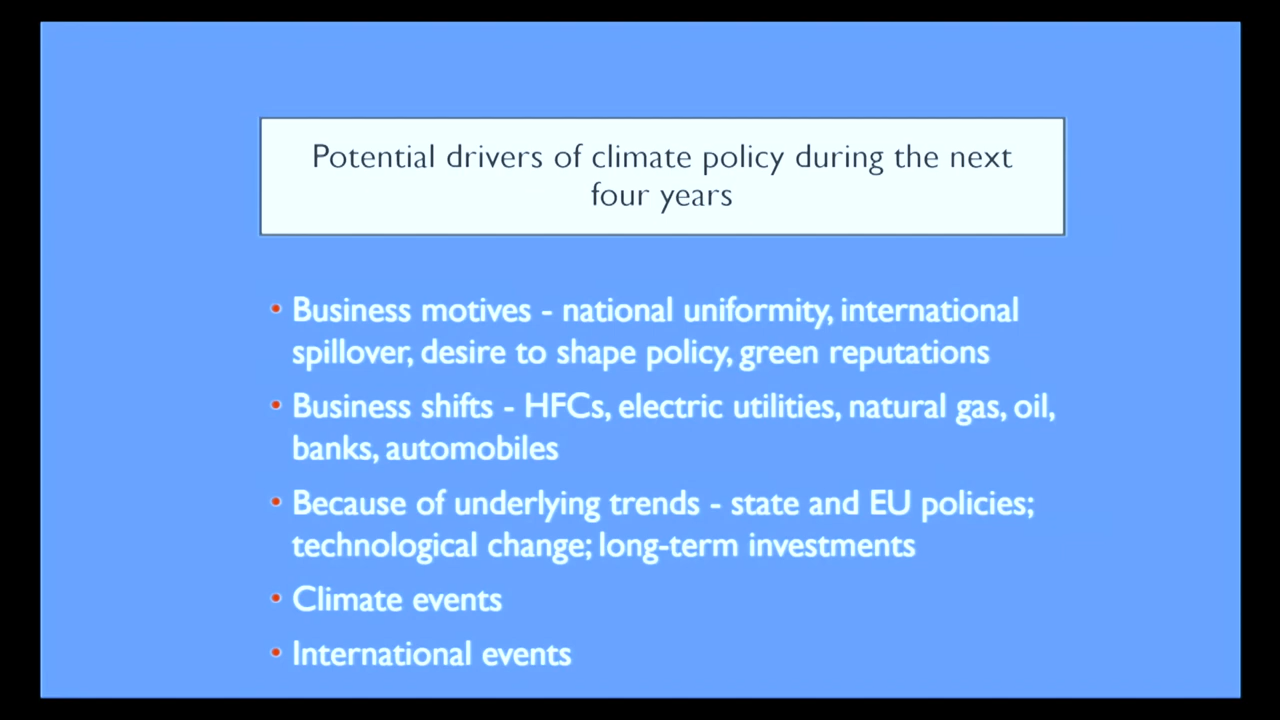 Potential drivers of climate policy during the next
four years
• Business motives - national uniformity, international
spillover, desire to shape policy, green reputations
• Business shifts - HFCs, electric utilities, natural gas, oil,
banks, automobiles
• Because of underlying trends - state and EU policies;
technological change; long-term investments
• Climate events
• International events